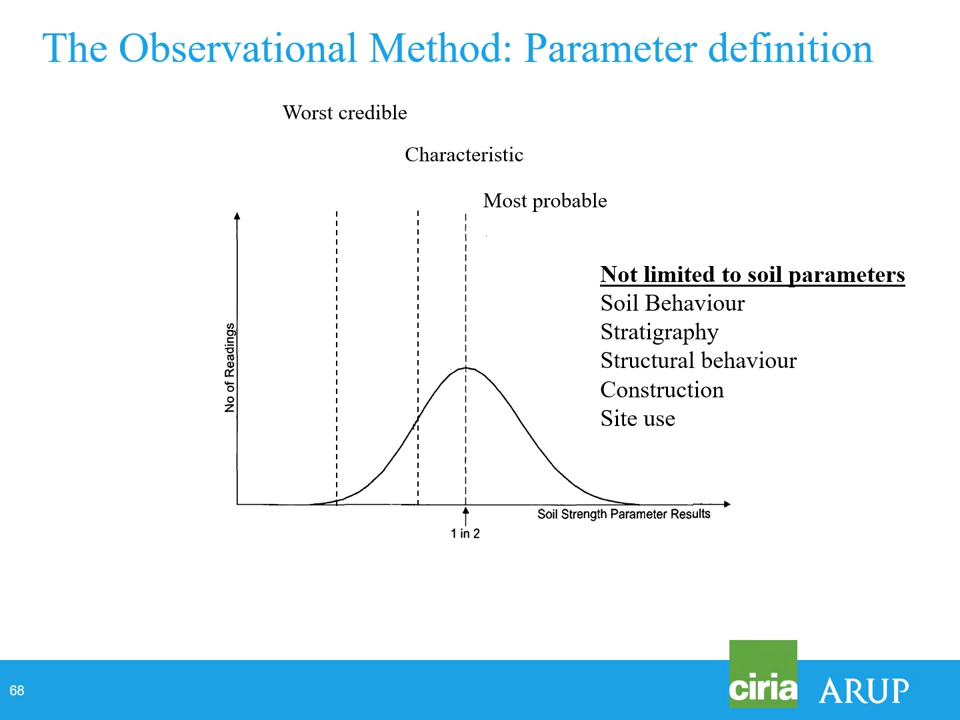 The Observational Method: Parameter definition
Worst credible
Characteristic
Most probable
Not limited to soil parameters
Soil Behaviour
Stratigraphy
Structural behaviour
Construction
Site use
No of Readings
Soil Strength Parameter Results
1 in 2
68
ciria
ARUP